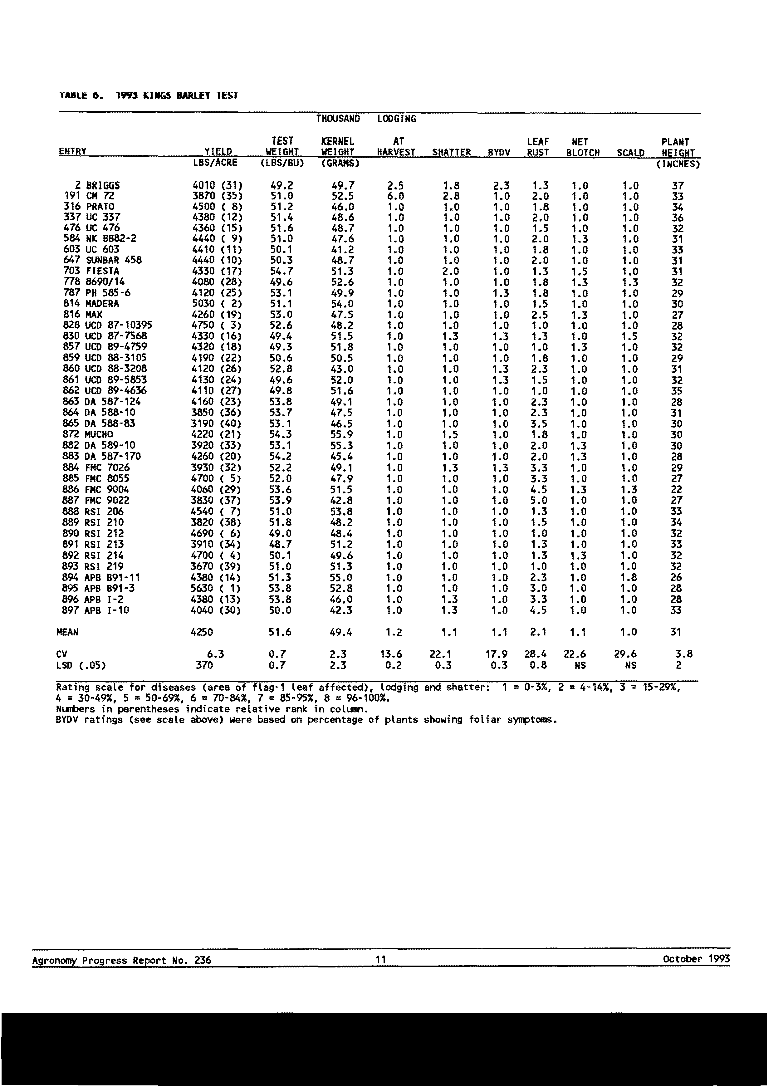 TABLE 6. 1993 KINGS BARLEY TEST
THOUSAND LODGING
TEST KERNEL AT LEAF NET PLANT
ENTRY YIELD WEIGHT WEIGHT HARVEST SHATTER BYDV RUST BLOTCH SCALD HEIGHT
LBS/ACRE (LBS/BU) (GRAMS) (INCHES)
2 BRIGGS 4010 (31) 49.2 49.7 2.5 1.8 2.3 1.3 1.0 1.0 37
191 CM 72 3870 (35) 51.0 52.5 6.0 2.8 1.0 2.0 1.0 1.0 33
316 PRATO 4500 ( 8) 51.2 46.0 1.0 1.0 1.0 1.8 1.0 1.0 34
337 UC 337 4380 (12) 51.4 48.6 1.0 1.0 1.0 2.0 1.0 1.0 36
476 UC 476 4360 (15) 51.6 48.7 1.0 1.0 1.0 1.5 1.0 1.0 32
584 NK BB82-2 4440 ( 9) 51.0 47.6 1.0 1.0 1.0 2.0 1.3 1.0 31
603 UC 603 4410 (11) 50.1 41.2 1.0 1.0 1.0 1.8 1.0 1.0 33
647 SUNBAR 458 4440 (10) 50.3 48.7 1.0 1.0 1.0 2.0 1.0 1.0 31
703 FIESTA 4330 (17) 54.7 51.3 1.0 2.0 1.0 1.3 1.5 1.0 31
778 8690/14 4080 (28) 49.6 52.6 1.0 1.0 1.0 1.8 1.3 1.3 32
787 PH 585-6 4120 (25) 53.1 49.9 1.0 1.0 1.3 1.8 1.0 1.0 29
814 MADERA 5030 ( 2) 51.1 54.0 1.0 1.0 1.0 1.5 1.0 1.0 30
816 MAX 4260 (19) 53.0 47.5 1.0 1.0 1.0 2.5 1.3 1.0 27
828 UCD 87-10395 4750 ( 3) 52.6 48.2 1.0 1.0 1.0 1.0 1.0 1.0 28
830 UCD 87-7568 4330 (16) 49.4 51.5 1.0 1.3 1.3 1.3 1.0 1.5 32
857 UCD 89-4759 4320 (18) 49.3 51.8 1.0 1.0 1.0 1.0 1.3 1.0 32
859 UCD 88-3105 4190 (22) 50.6 50.5 1.0 1.0 1.0 1.8 1.0 1.0 29
860 UCD 88-3208 4120 (26) 52.8 43.0 1.0 1.0 1.3 2.3 1.0 1.0 31
861 UCD 89-5853 4130 (24) 49.6 52.0 1.0 1.0 1.3 1.5 1.0 1.0 32
862 UCD 89-4636 4110 (27) 49.8 51.6 1.0 1.0 1.0 1.0 1.0 1.0 35
863 DA 587-124 4160 (23) 53.8 49.1 1.0 1.0 1.0 2.3 1.0 1.0 28
864 DA 588-10 3850 (36) 53.7 47.5 1.0 1.0 1.0 2.3 1.0 1.0 31
865 DA 588-83 3190 (40) 53.1 46.5 1.0 1.0 1.0 3.5 1.0 1.0 30
872 MUCHO 4220 (21) 54.3 55.9 1.0 1.5 1.0 1.8 1.0 1.0 30
882 DA 589-10 3920 (33) 53.1 55.3 1.0 1.0 1.0 2.0 1.3 1.0 30
883 DA 587-170 4260 (20) 54.2 45.4 1.0 1.0 1.0 2.0 1.3 1.0 28
884 FMC 7026 3930 (32) 52.2 49.1 1.0 1.3 1.3 3.3 1.0 1.0 29
885 FMC 8055 4700 ( 5) 52.0 47.9 1.0 1.0 1.0 3.3 1.0 1.0 27
886 FMC 9004 4060 (29) 53.6 51.5 1.0 1.0 1.0 4.5 1.3 1.3 22
887 FMC 9022 3830 (37) 53.9 42.8 1.0 1.0 1.0 5.0 1.0 1.0 27
888 RSI 206 4540 ( 7) 51.0 53.8 1.0 1.0 1.0 1.3 1.0 1.0 33
889 RSI 210 3820 (38) 51.8 48.2 1.0 1.0 1.0 1.5 1.0 1.0 34
890 RSI 212 4690 ( 6) 49.0 48.4 1.0 1.0 1.0 1.0 1.0 1.0 32
891 RSI 213 3910 (34) 48.7 51.2 1.0 1.0 1.0 1.3 1.0 1.0 33
892 RSI 214 4700 ( 4) 50.1 49.6 1.0 1.0 1.0 1.3 1.3 1.0 32
893 RSI 219 3670 (39) 51.0 51.3 1.0 1.0 1.0 1.0 1.0 1.0 32
894 APB B91-11 4380 (14) 51.3 55.0 1.0 1.0 1.0 2.3 1.0 1.8 26
895 APB B91-3 5630 ( 1) 53.8 52.8 1.0 1.0 1.0 3.0 1.0 1.0 28
896 APB I-2 4380 (13) 53.8 46.0 1.0 1.3 1.0 3.3 1.0 1.0 28
897 APB I-10 4040 (30) 50.0 42.3 1.0 1.3 1.0 4.5 1.0 1.0 33
MEAN 4250 51.6 49.4 1.2 1.1 1.1 2.1 1.1 1.0 31
CV 6.3 0.7 2.3 13.6 22.1 17.9 28.4 22.6 29.6 3.8
LSD (.05) 370 0.7 2.3 0.2 0.3 0.3 0.8 NS NS 2
Rating scale for diseases (area of flag-1 leaf affected), lodging and shatter: 1 = 0-3%, 2 = 4-14%, 3 = 15-29%,
4 = 30-49%, 5 = 50-69%, 6 = 70-84%, 7 = 85-95%, 8 = 96-100%.
Numbers in parentheses indicate relative rank in column.
BYDV ratings (see scale above) were based on percentage of plants showing foliar symptoms.
Agronomy Progress Report No. 236 11 October 1993